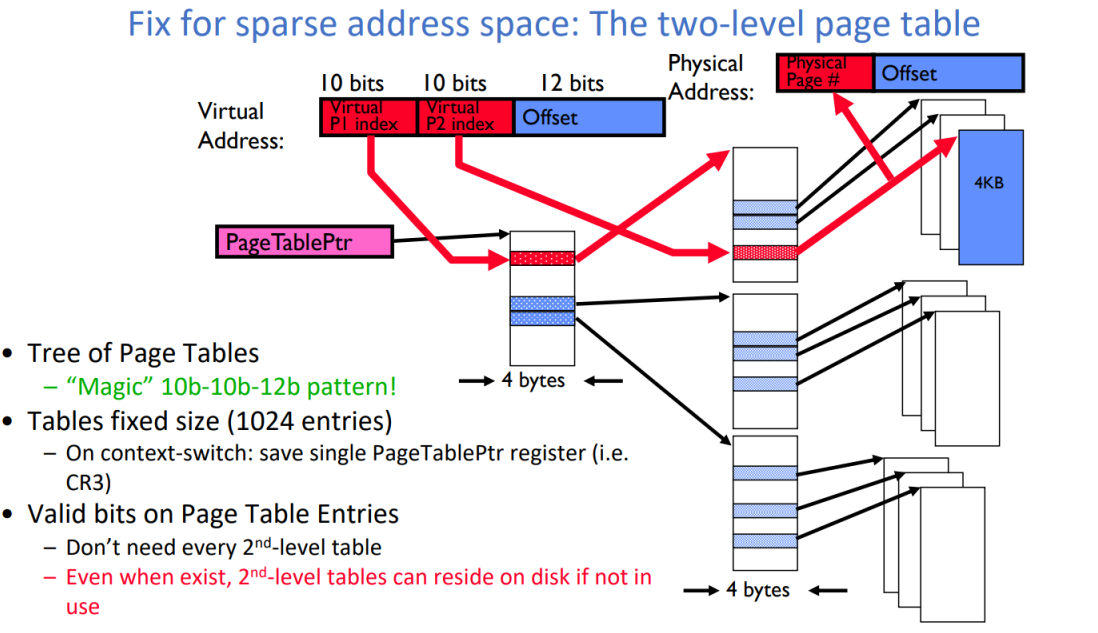 Fix for sparse address space: The two-level page table
10 bits 10 bits 12 bits
Virtual
Address:
Virtual
P1 index
Virtual
P2 index
Offset
Physical
Address:
Physical
Page #
Offset
4KB
PageTablePtr
4 bytes
4 bytes
• Tree of Page Tables
– “Magic” 10b-10b-12b pattern!
• Tables fixed size (1024 entries)
– On context-switch: save single PageTablePtr register (i.e.
CR3)
• Valid bits on Page Table Entries
– Don’t need every 2nd-level table
– Even when exist, 2nd-level tables can reside on disk if not in
use